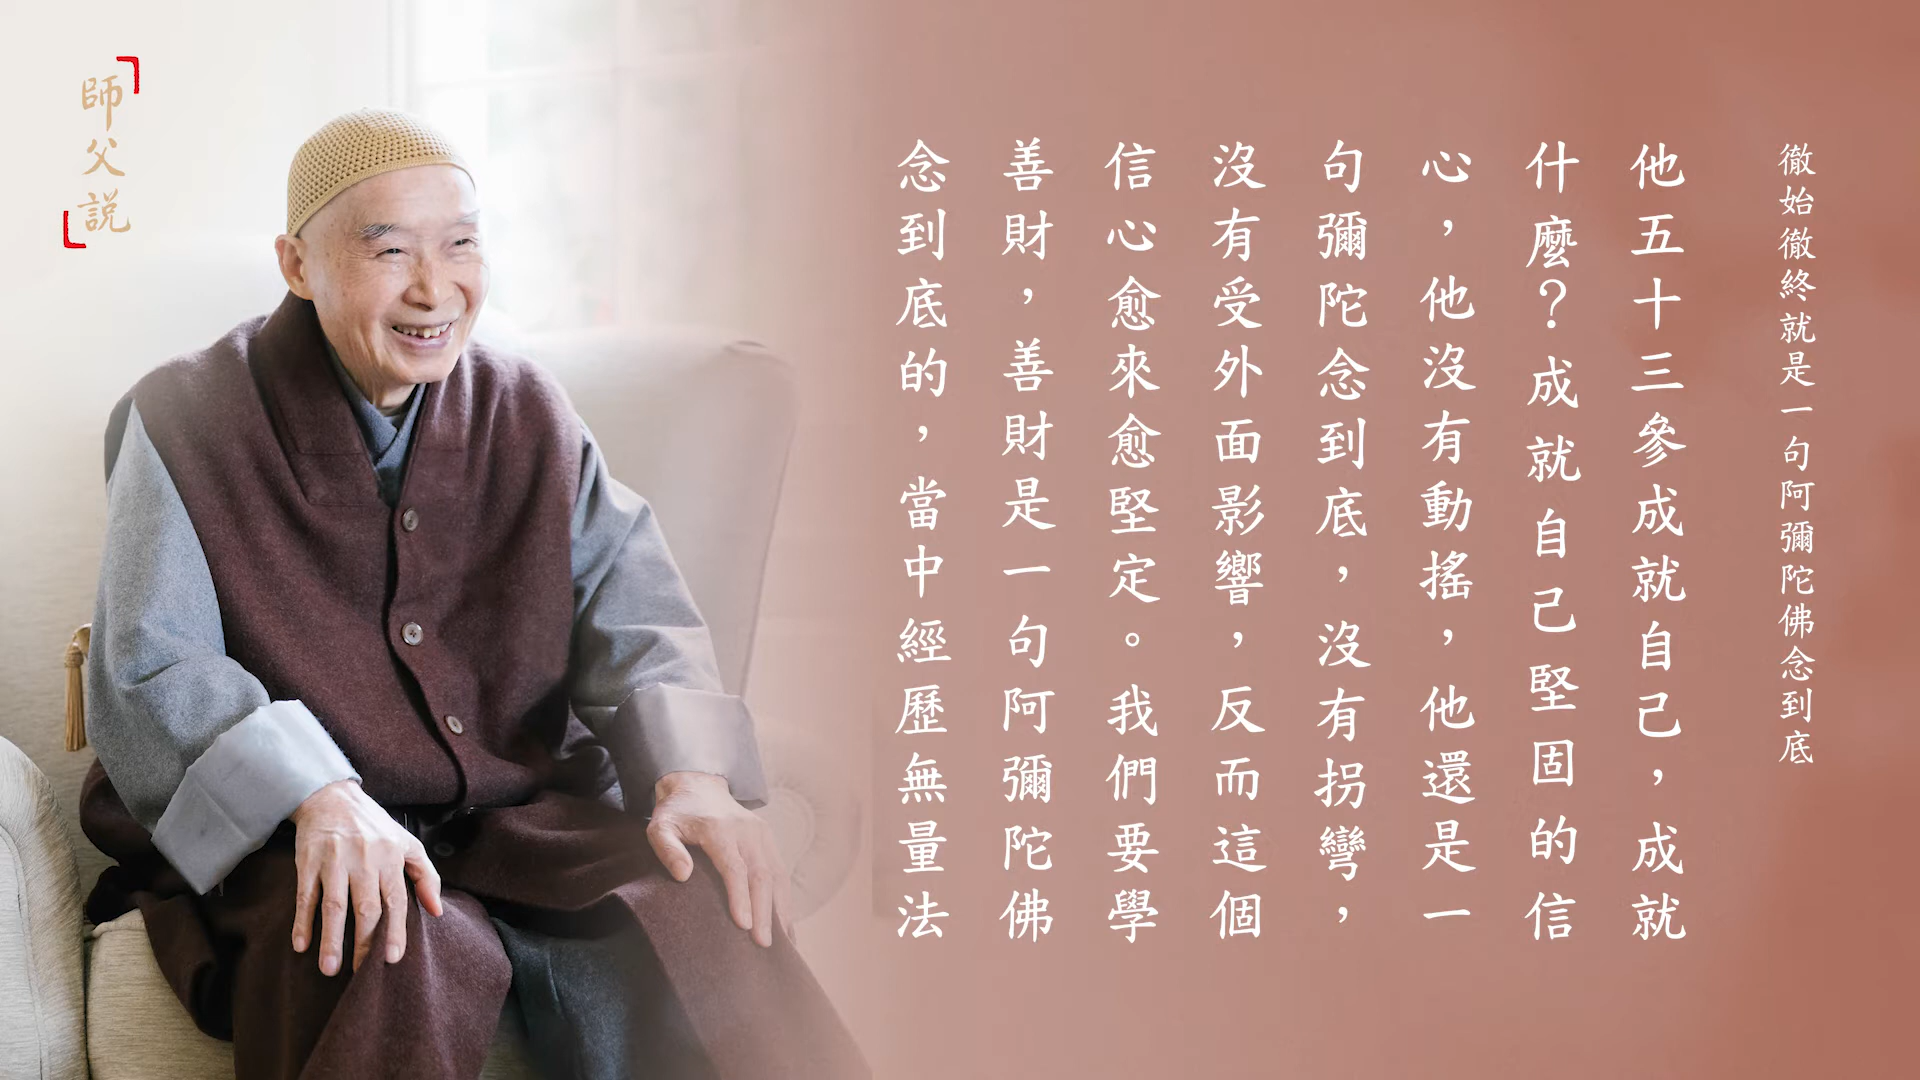 師父説
徹始徹終就是一句阿彌陀佛念到底
他五十三參成就自己，成就
什麼？成就自己堅固的信
心，他沒有動搖，他還是一
句彌陀念到底，沒有拐彎，
沒有受外面影響，反而這個
信心愈來愈堅定。我們要學
善財，善財是一句阿彌陀佛
念到底的，當中經歷無量法